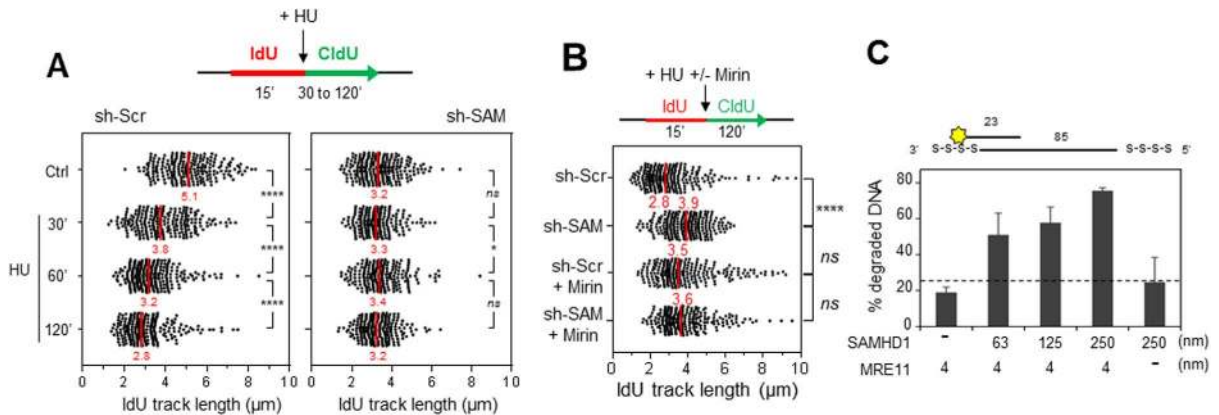 A
+ HU
IdU CldU
15' 30 to 120'
sh-Scr sh-SAM
Ctrl
5.1
****
3.2
ns
HU
30'
3.8
****
3.3
*
60'
3.2
****
3.4
ns
120'
2.8
3.2
0 2 4 6 8 10
0 2 4 6 8 10
IdU track length (µm) IdU track length (µm)
B
+ HU +/- Mirin
IdU CldU
15' 120'
sh-Scr
2.8 3.9
****
sh-SAM
3.5
ns
sh-Scr
+ Mirin
3.6
ns
sh-SAM
+ Mirin
0 2 4 6 8 10
IdU track length (µm)
C
23
85
3' S-S-S-S S-S-S-S 5'
% degraded DNA
80
60
40
20
0
SAMHD1 - 63 125 250 250 (nm)
MRE11 4 4 4 4 - (nm)